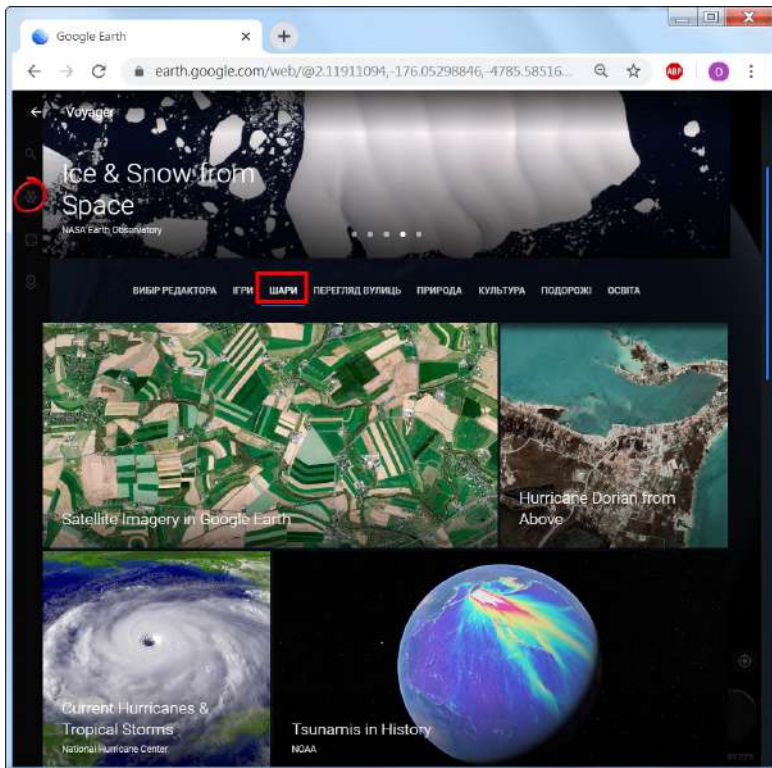 Google Earth
earth.google.com/web/@2.11911094,-176.05298846,-4785.58516...
ABP
O
Voyager
Ice & Snow from
Space
NASA Earth Observatory
ВИБІР РЕДАКТОРА ІГРИ ШАРИ ПЕРЕГЛЯД ВУЛИЦЬ ПРИРОДА КУЛЬТУРА ПОДОРОЖІ ОСВІТА
Satellite Imagery in Google Earth
Hurricane Dorian from
Above
Current Hurricanes &
Tropical Storms
National Hurricane Center
Tsunamis in History
NOAA